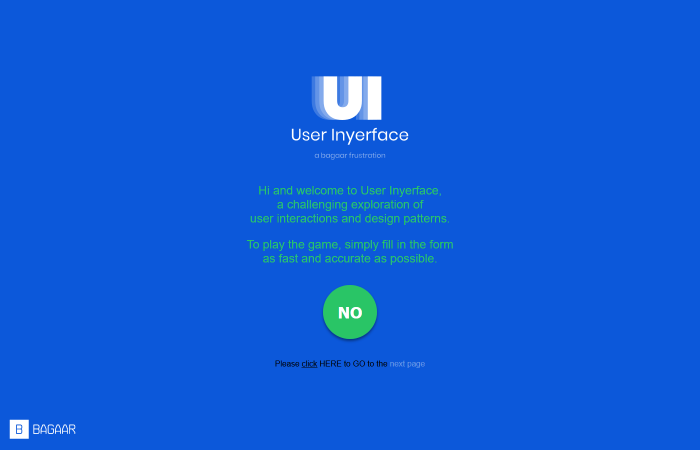 UI
User Inyerface
a bagaar frustration
Hi and welcome to User Inyerface,
a challenging exploration of
user interactions and design patterns.
To play the game, simply fill in the form
as fast and accurate as possible.
NO
Please click HERE to GO to the next page
B BAGAAR